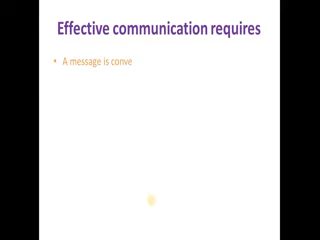 Effective communication requires
• A message is conve